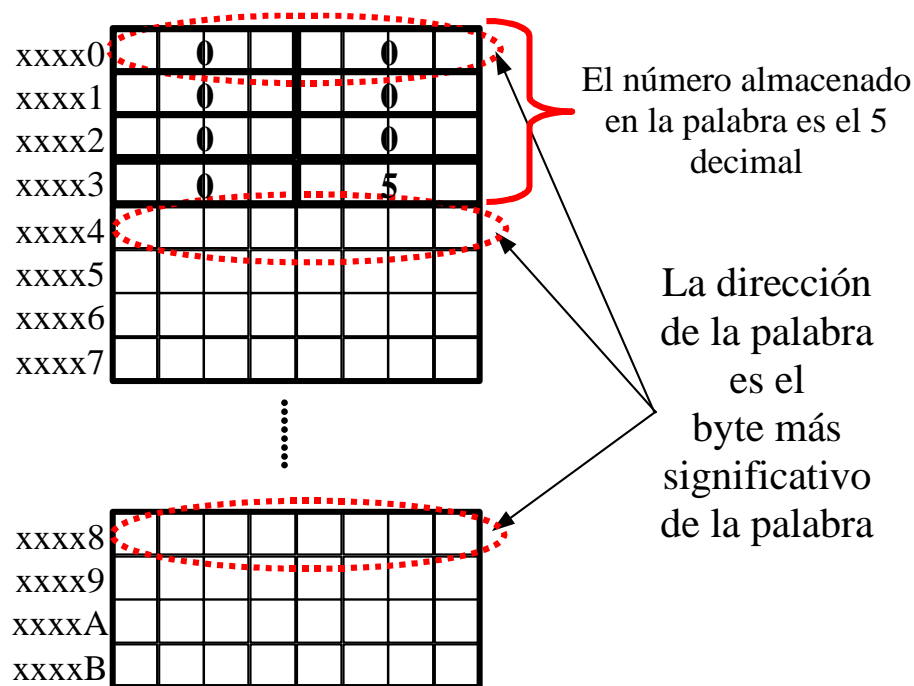 xxxx0 0 0
xxxx1 0 0
xxxx2 0 0
xxxx3 0 5
xxxx4
xxxx5
xxxx6
xxxx7
El número almacenado
en la palabra es el 5
decimal
La dirección
de la palabra
es el
byte más
significativo
de la palabra
xxxx8
xxxx9
xxxxA
xxxxB